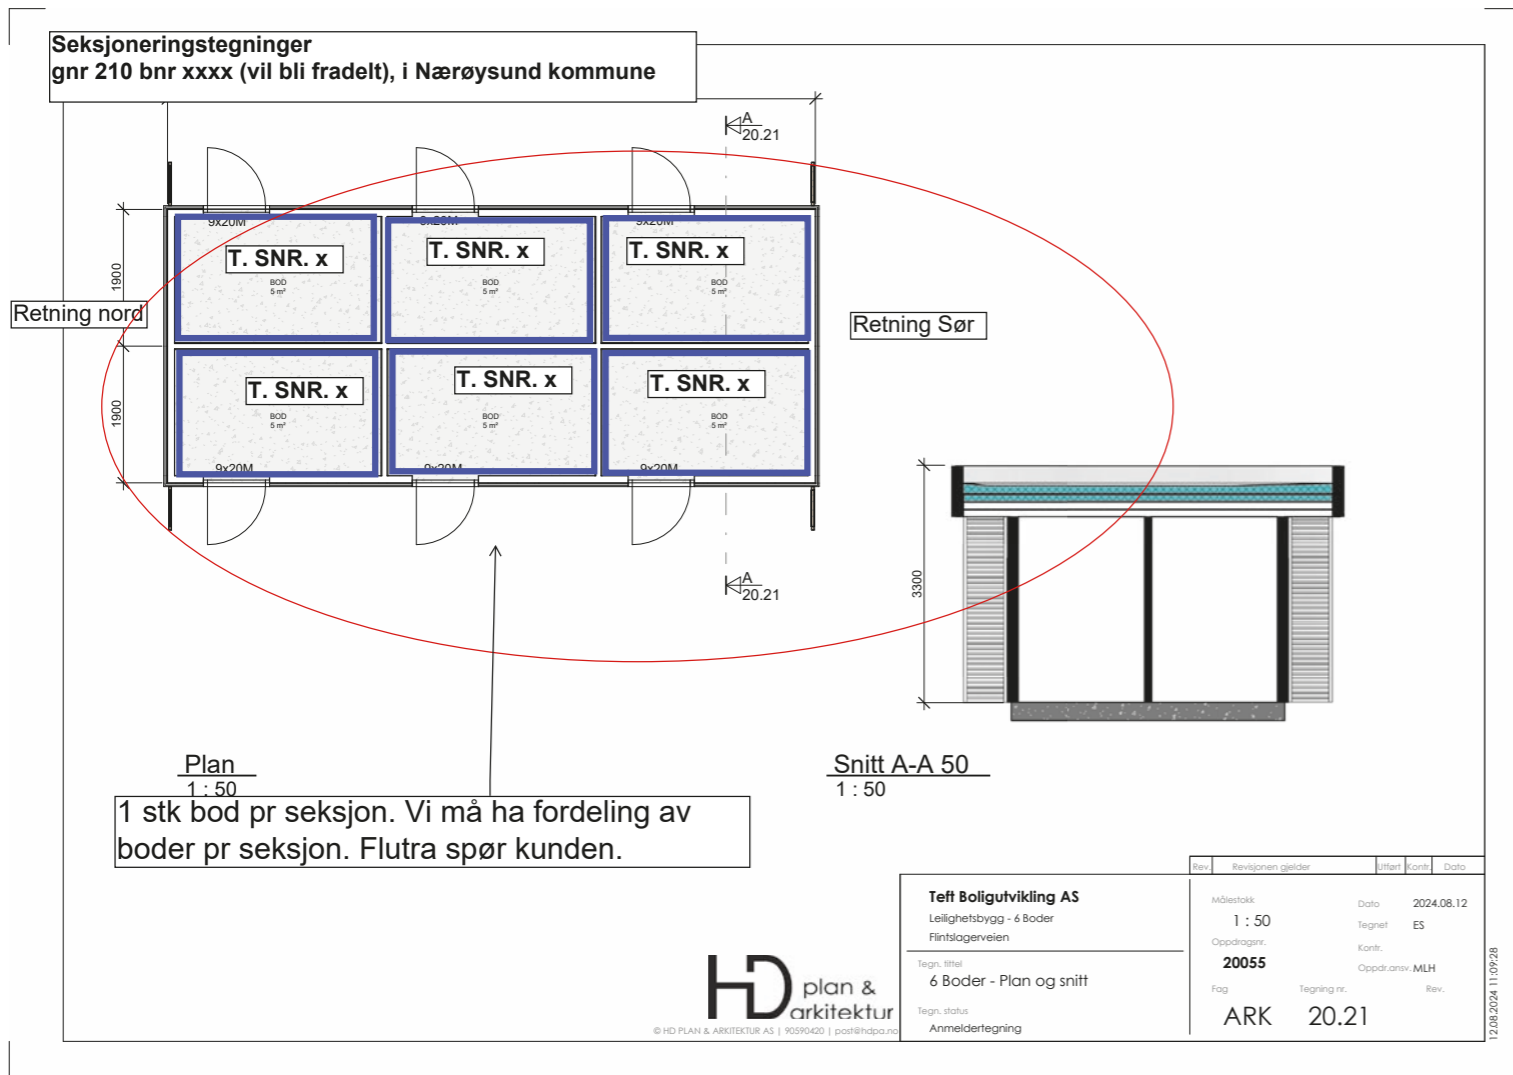 Seksjoneringstegninger
gnr 210 bnr xxxx (vil bli fradelt), i Nærøysund kommune
A
20.21
9x20M
9x20M
9x20M
T. SNR. x
T. SNR. x
T. SNR. x
BOD
5 m²
BOD
5 m²
BOD
5 m²
1900
Retning nord
Retning Sør
T. SNR. x
T. SNR. x
T. SNR. x
BOD
5 m²
BOD
5 m²
BOD
5 m²
1900
9x20M
9x20M
9x20M
A
20.21
3300
Plan
1 : 50
Snitt A-A 50
1 : 50
1 stk bod pr seksjon. Vi må ha fordeling av
boder pr seksjon. Flutra spør kunden.
Rev. Revisjonen gjelder Utført Kontr. Dato
Teft Boligutvikling AS
Leilighetsbygg - 6 Boder
Flintslagerveien
Tegn. tittel
6 Boder - Plan og snitt
Tegn. status
Anmeldertegning
Målestokk
1 : 50
Dato 2024.08.12
Tegnet ES
Oppdragsnr.
20055
Kontr.
Oppdr.ansv. MLH
Fag
ARK
Tegning nr.
20.21
Rev.
HD plan &
arkitektur
© HD PLAN & ARKITEKTUR AS | 90590420 | post@hdpa.no
12.08.2024 11:09:28